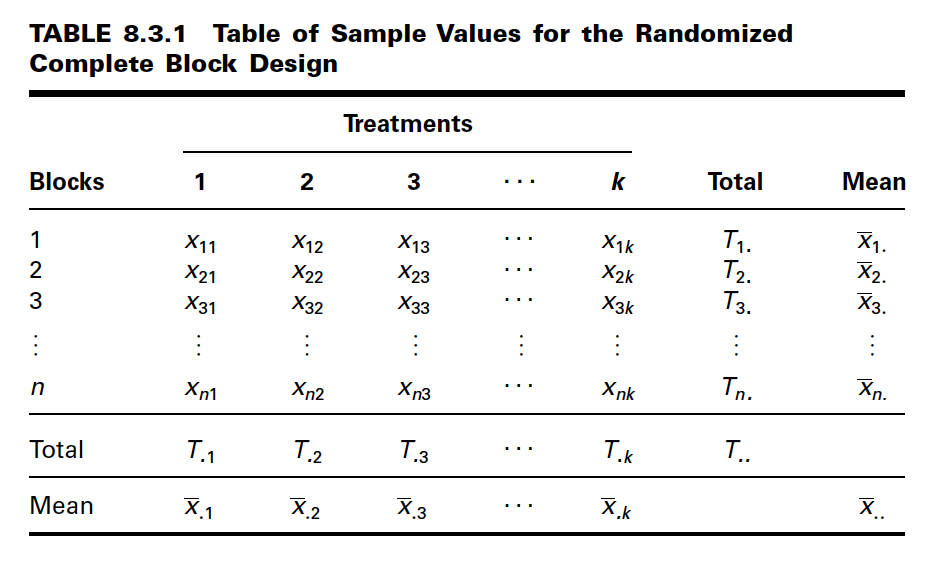 TABLE 8.3.1 Table of Sample Values for the Randomized
Complete Block Design
Treatments
Blocks 1 2 3 ··· k Total Mean
1 x₁₁ x₁₂ x₁₃ ··· x₁ₖ T₁. x̄₁.
2 x₂₁ x₂₂ x₂₃ ··· x₂ₖ T₂. x̄₂.
3 x₃₁ x₃₂ x₃₃ ··· x₃ₖ T₃. x̄₃.
⋮ ⋮ ⋮ ⋮ ⋮ ⋮ ⋮ ⋮
n xₙ₁ xₙ₂ xₙ₃ ··· xₙₖ Tₙ. x̄ₙ.
Total T.₁ T.₂ T.₃ ··· T.ₖ T..
Mean x̄.₁ x̄.₂ x̄.₃ ··· x̄.ₖ x̄..